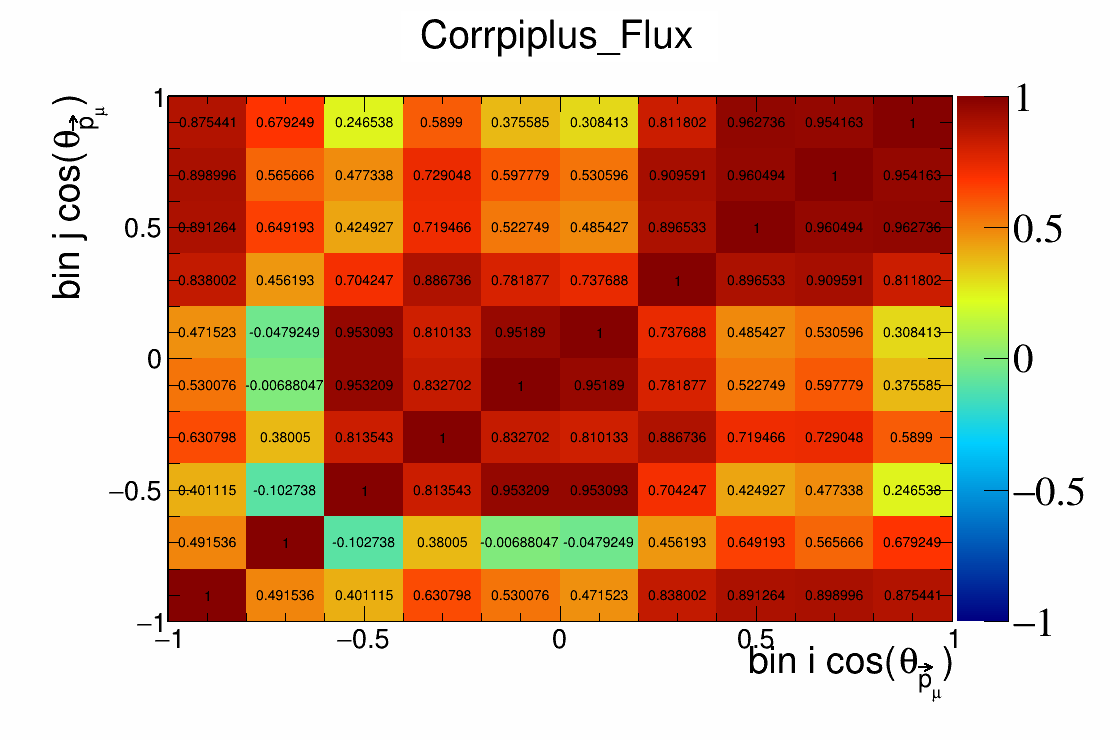 Corrpiplus_Flux
bin j cos(θ p⃗ μ)
1 0.875441 0.679249 0.246538 0.5899 0.375585 0.308413 0.811802 0.962736 0.954163 1 1
0.898996 0.565666 0.477338 0.729048 0.597779 0.530596 0.909591 0.960494 1 0.954163
0.5 0.891264 0.649193 0.424927 0.719466 0.522749 0.485427 0.896533 1 0.960494 0.962736 0.5
0.838002 0.456193 0.704247 0.886736 0.781877 0.737688 1 0.896533 0.909591 0.811802
0.471523 -0.0479249 0.953093 0.810133 0.95189 1 0.737688 0.485427 0.530596 0.308413
0 0.530076 -0.00688047 0.953209 0.832702 1 0.95189 0.781877 0.522749 0.597779 0.375585 0
0.630798 0.38005 0.813543 1 0.832702 0.810133 0.886736 0.719466 0.729048 0.5899
−0.5 0.401115 -0.102738 1 0.813543 0.953209 0.953093 0.704247 0.424927 0.477338 0.246538 −0.5
0.491536 1 -0.102738 0.38005 -0.00688047 -0.0479249 0.456193 0.649193 0.565666 0.679249
1 0.491536 0.401115 0.630798 0.530076 0.471523 0.838002 0.891264 0.898996 0.875441
−1 −1
−1 −0.5 0 0.5 1
bin i cos(θ p⃗ μ)